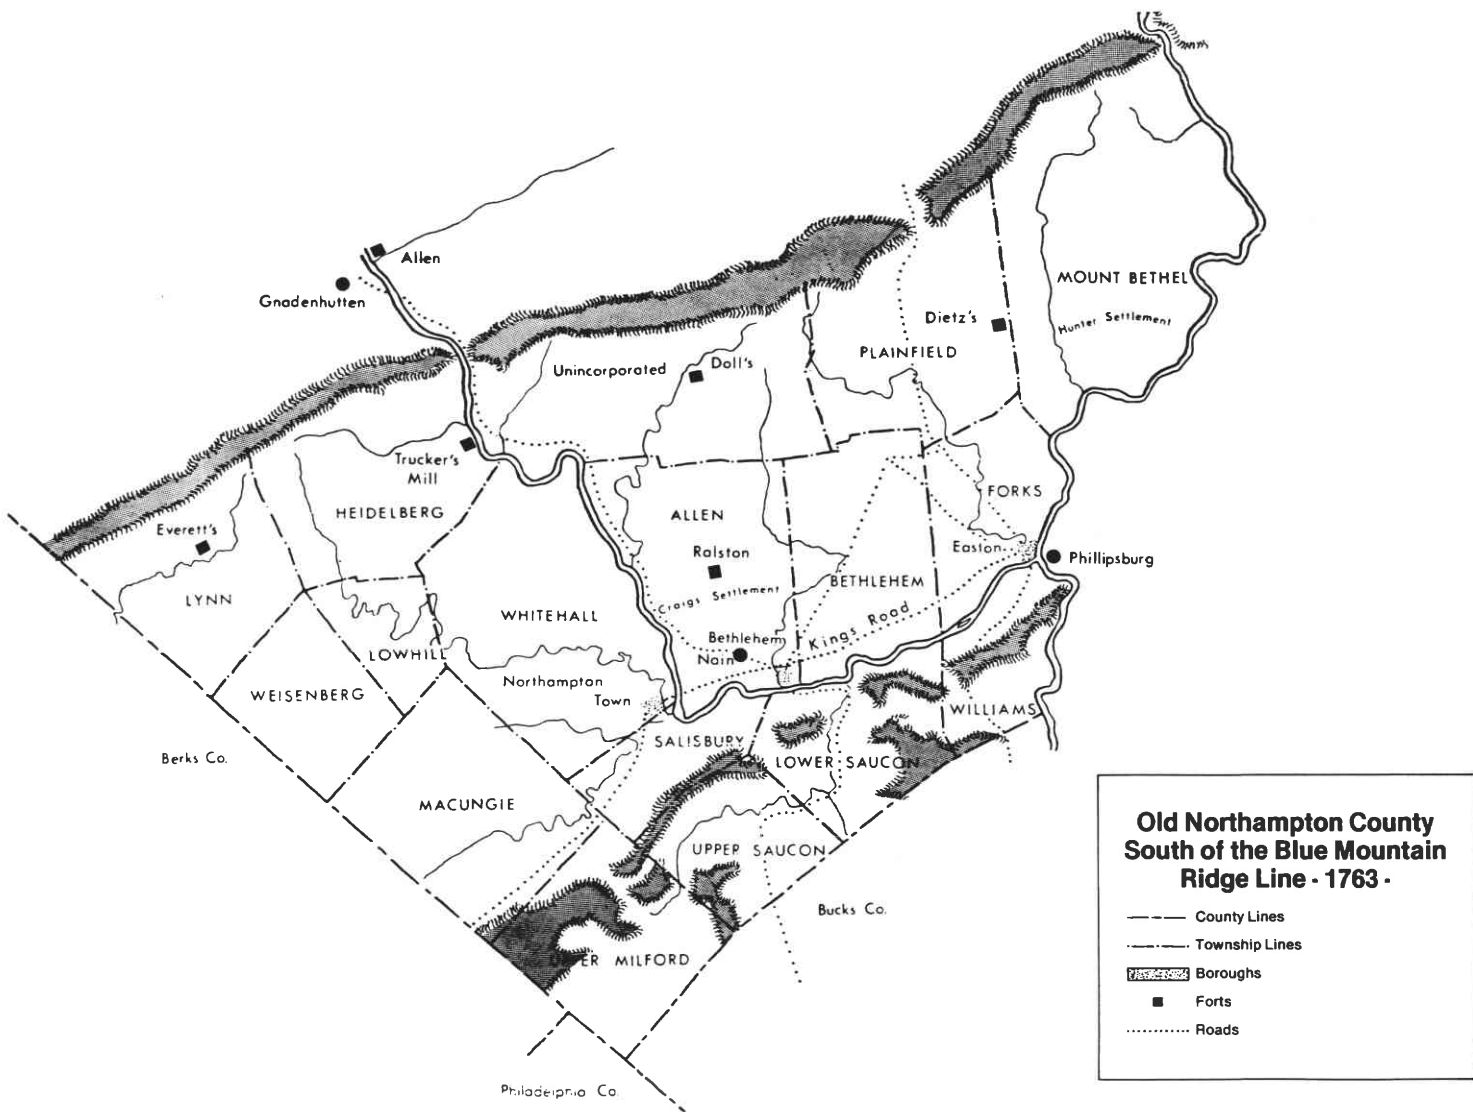 Allen
Gnadenhutten
MOUNT BETHEL
Hunter Settlement
Dietz's
PLAINFIELD
Unincorporated
Doll's
Trucker's
Mill
HEIDELBERG
Everett's
LYNN
ALLEN
Ralston
Craigs Settlement
FORKS
Easton
Phillipsburg
BETHLEHEM
Kings Road
WHITEHALL
LOWHILL
WEISENBERG
Bethlehem
Nain
Northampton
Town
WILLIAMS
SALISBURY
LOWER SAUCON
Berks Co.
MACUNGIE
UPPER SAUCON
Bucks Co.
MILFORD
Philadelphia Co.
Old Northampton County
South of the Blue Mountain
Ridge Line - 1763 -
County Lines
Township Lines
Boroughs
Forts
Roads